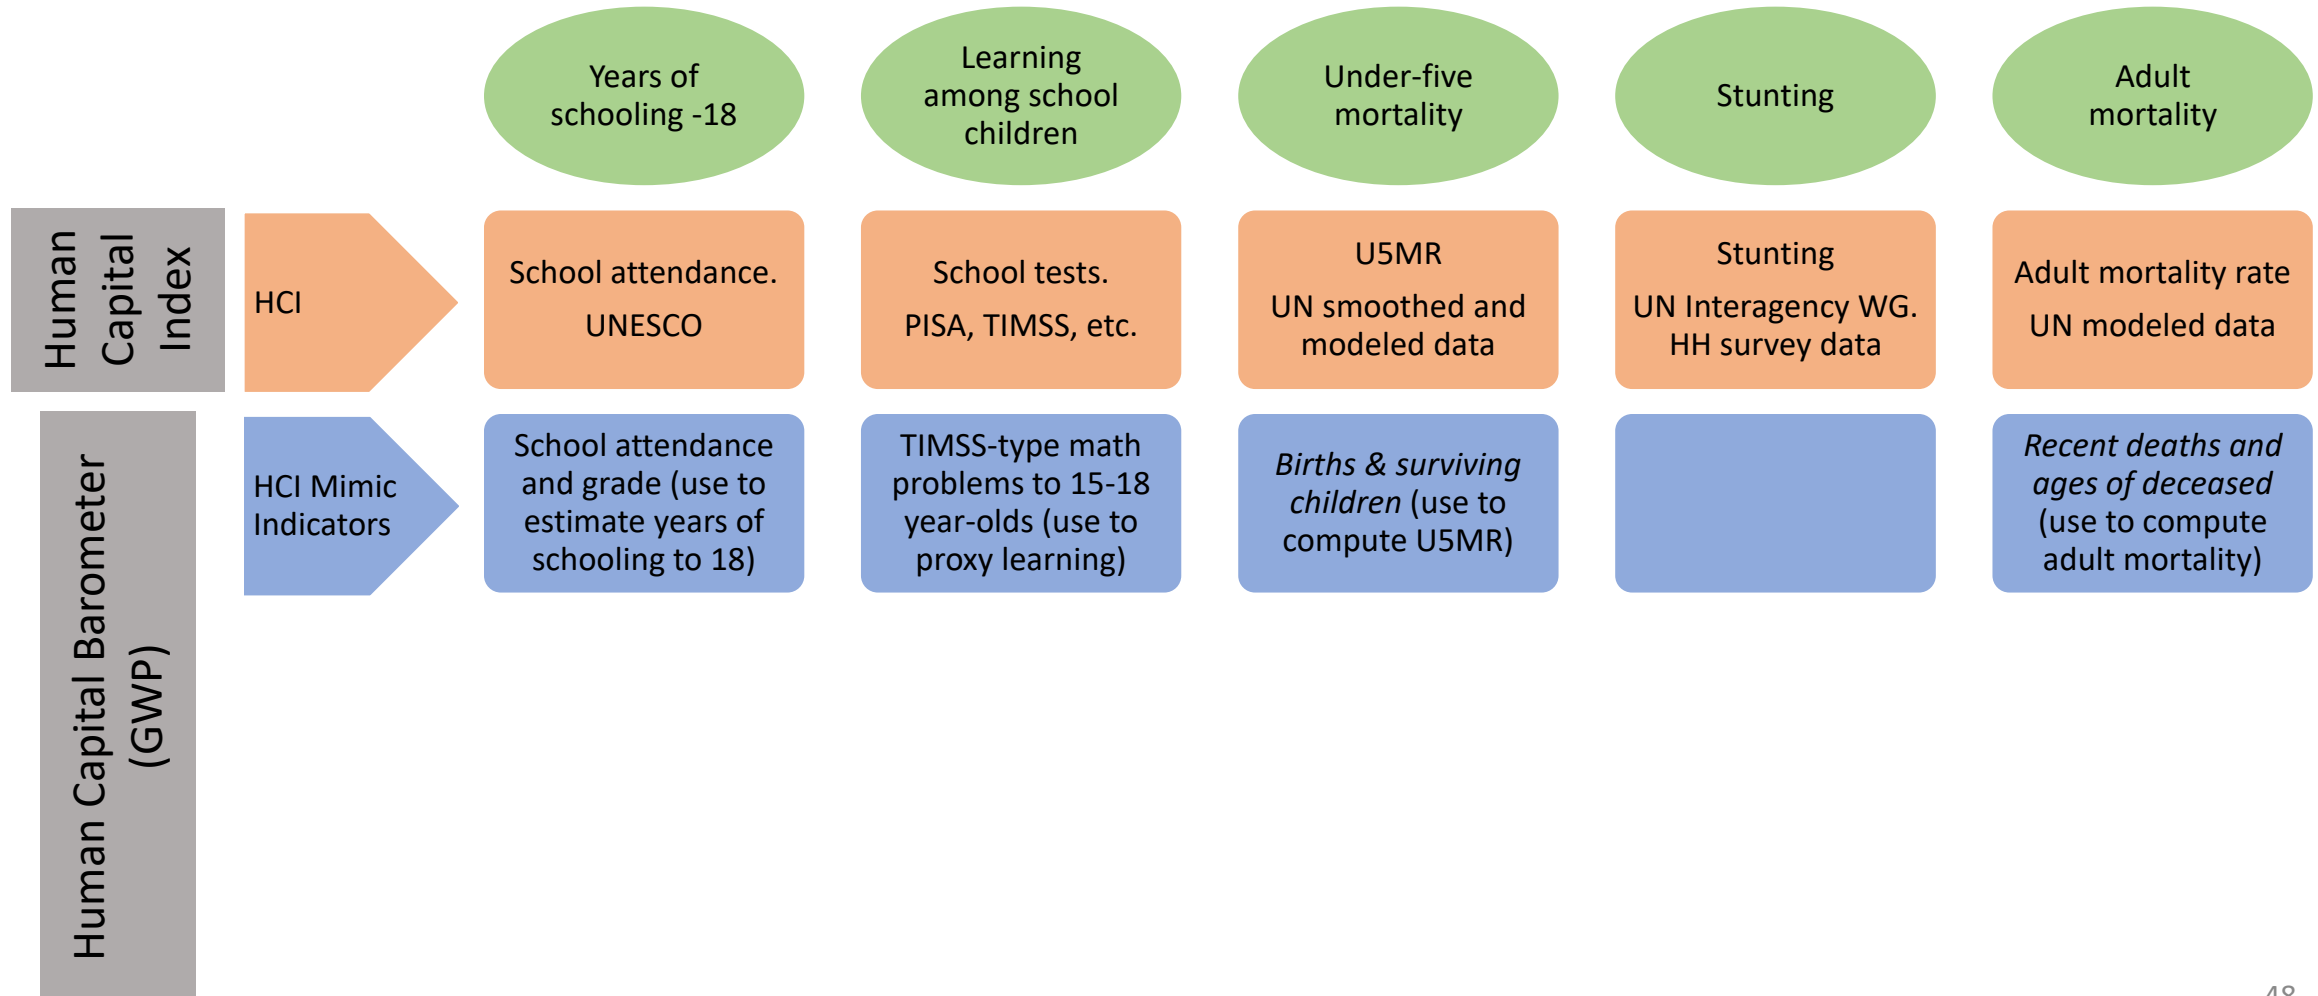 Years of
schooling -18
Learning
among school
children
Under-five
mortality
Stunting
Adult
mortality
Human
Capital
Index
HCI
School attendance.
UNESCO
School tests.
PISA, TIMSS, etc.
U5MR
UN smoothed and
modeled data
Stunting
UN Interagency WG.
HH survey data
Adult mortality rate
UN modeled data
Human Capital Barometer
(GWP)
HCI Mimic
Indicators
School attendance
and grade (use to
estimate years of
schooling to 18)
TIMSS-type math
problems to 15-18
year-olds (use to
proxy learning)
Births & surviving
children (use to
compute U5MR)
Recent deaths and
ages of deceased
(use to compute
adult mortality)
48